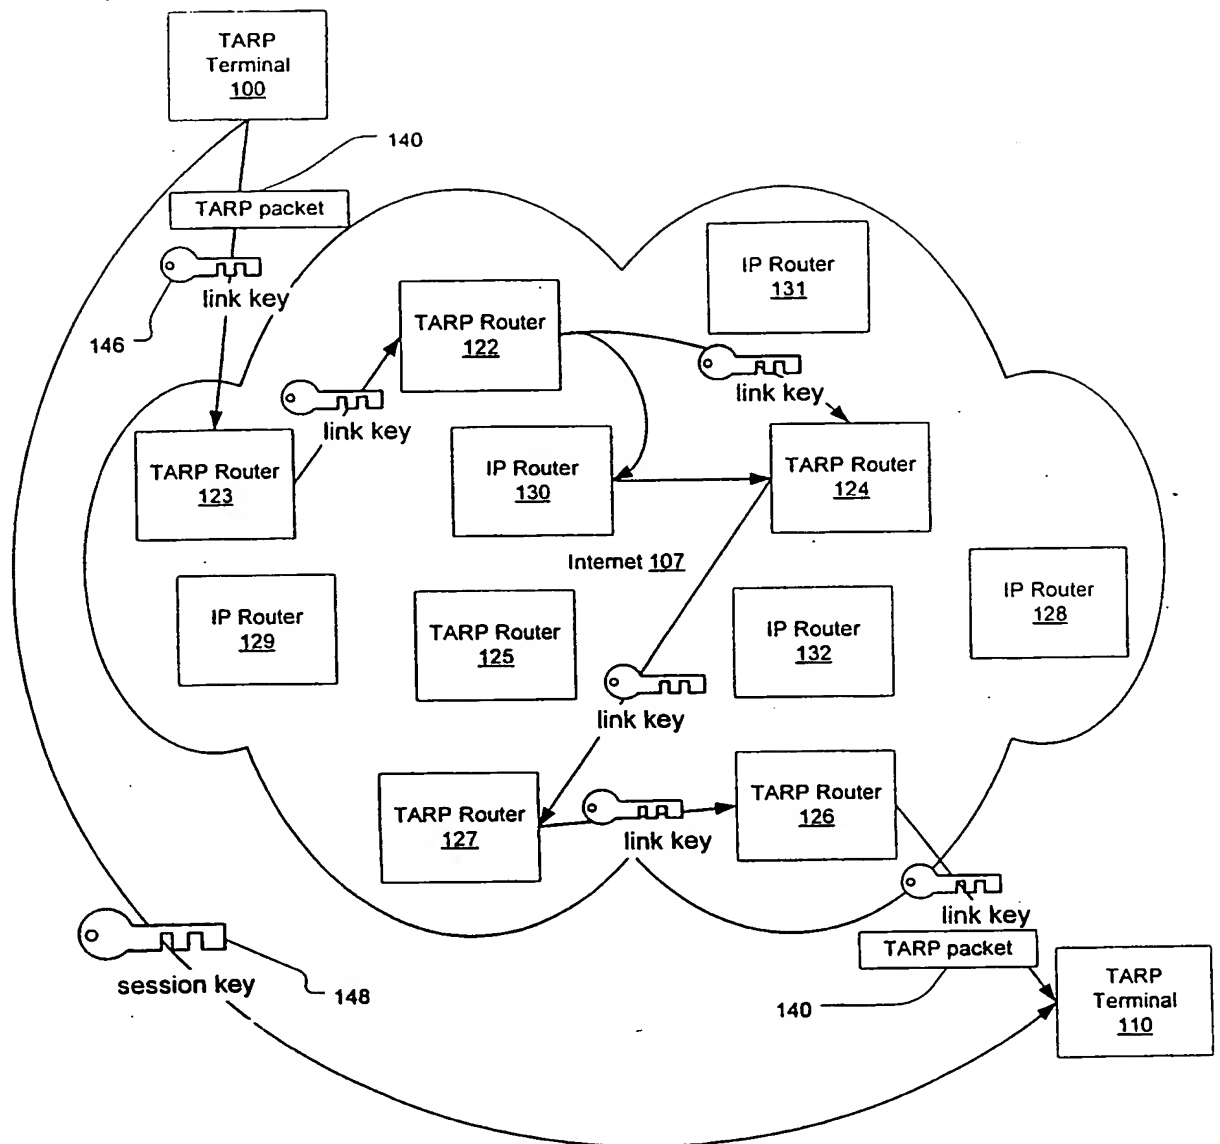 TARP
Terminal
100
140
TARP packet
link key
146
IP Router
131
TARP Router
122
link key
link key
TARP Router
123
IP Router
130
TARP Router
124
Internet 107
IP Router
129
TARP Router
125
IP Router
132
IP Router
128
link key
TARP Router
127
link key
TARP Router
126
link key
TARP packet
140
session key
148
TARP
Terminal
110